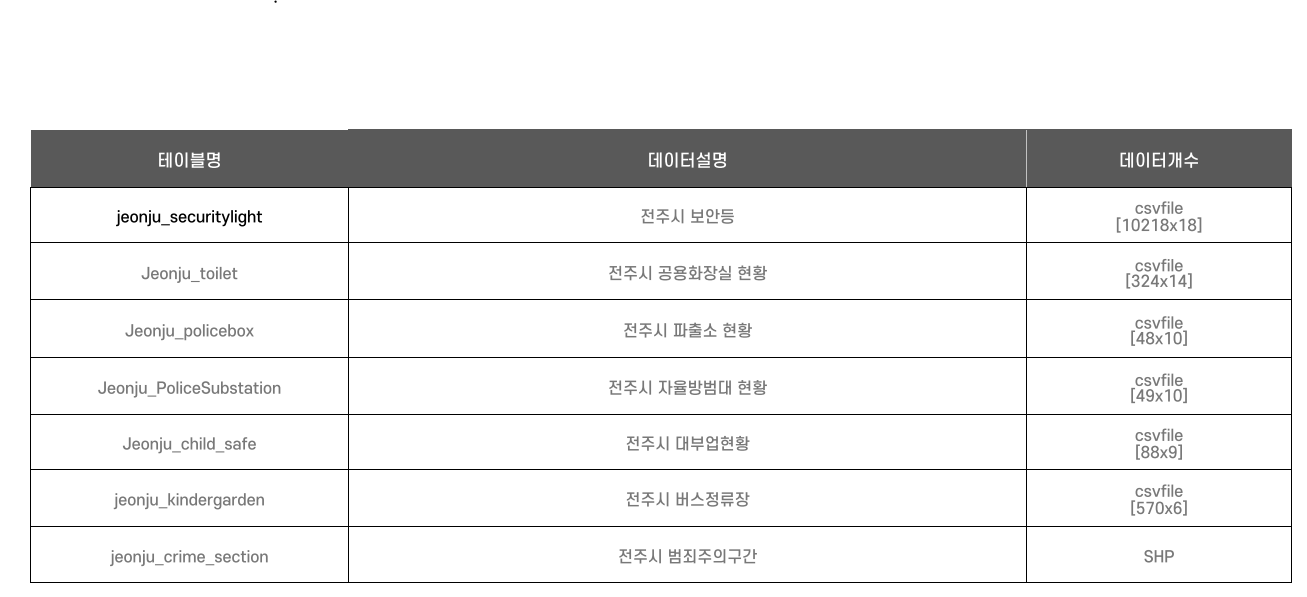 테이블명 데이터설명 데이터개수
jeonju_securitylight 전주시 보안등 csvfile
[10218x18]
Jeonju_toilet 전주시 공용화장실 현황 csvfile
[324x14]
Jeonju_policebox 전주시 파출소 현황 csvfile
[48x10]
Jeonju_PoliceSubstation 전주시 자율방범대 현황 csvfile
[49x10]
Jeonju_child_safe 전주시 대부업현황 csvfile
[88x9]
jeonju_kindergarden 전주시 버스정류장 csvfile
[570x6]
jeonju_crime_section 전주시 범죄주의구간 SHP